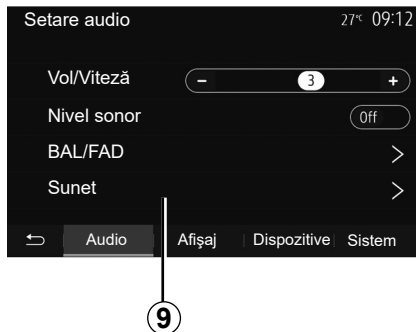 Setare audio 27°C 09:12
Vol/Viteză - 3 +
Nivel sonor Off
BAL/FAD >
Sunet >
Audio Afişaj Dispozitive Sistem
9